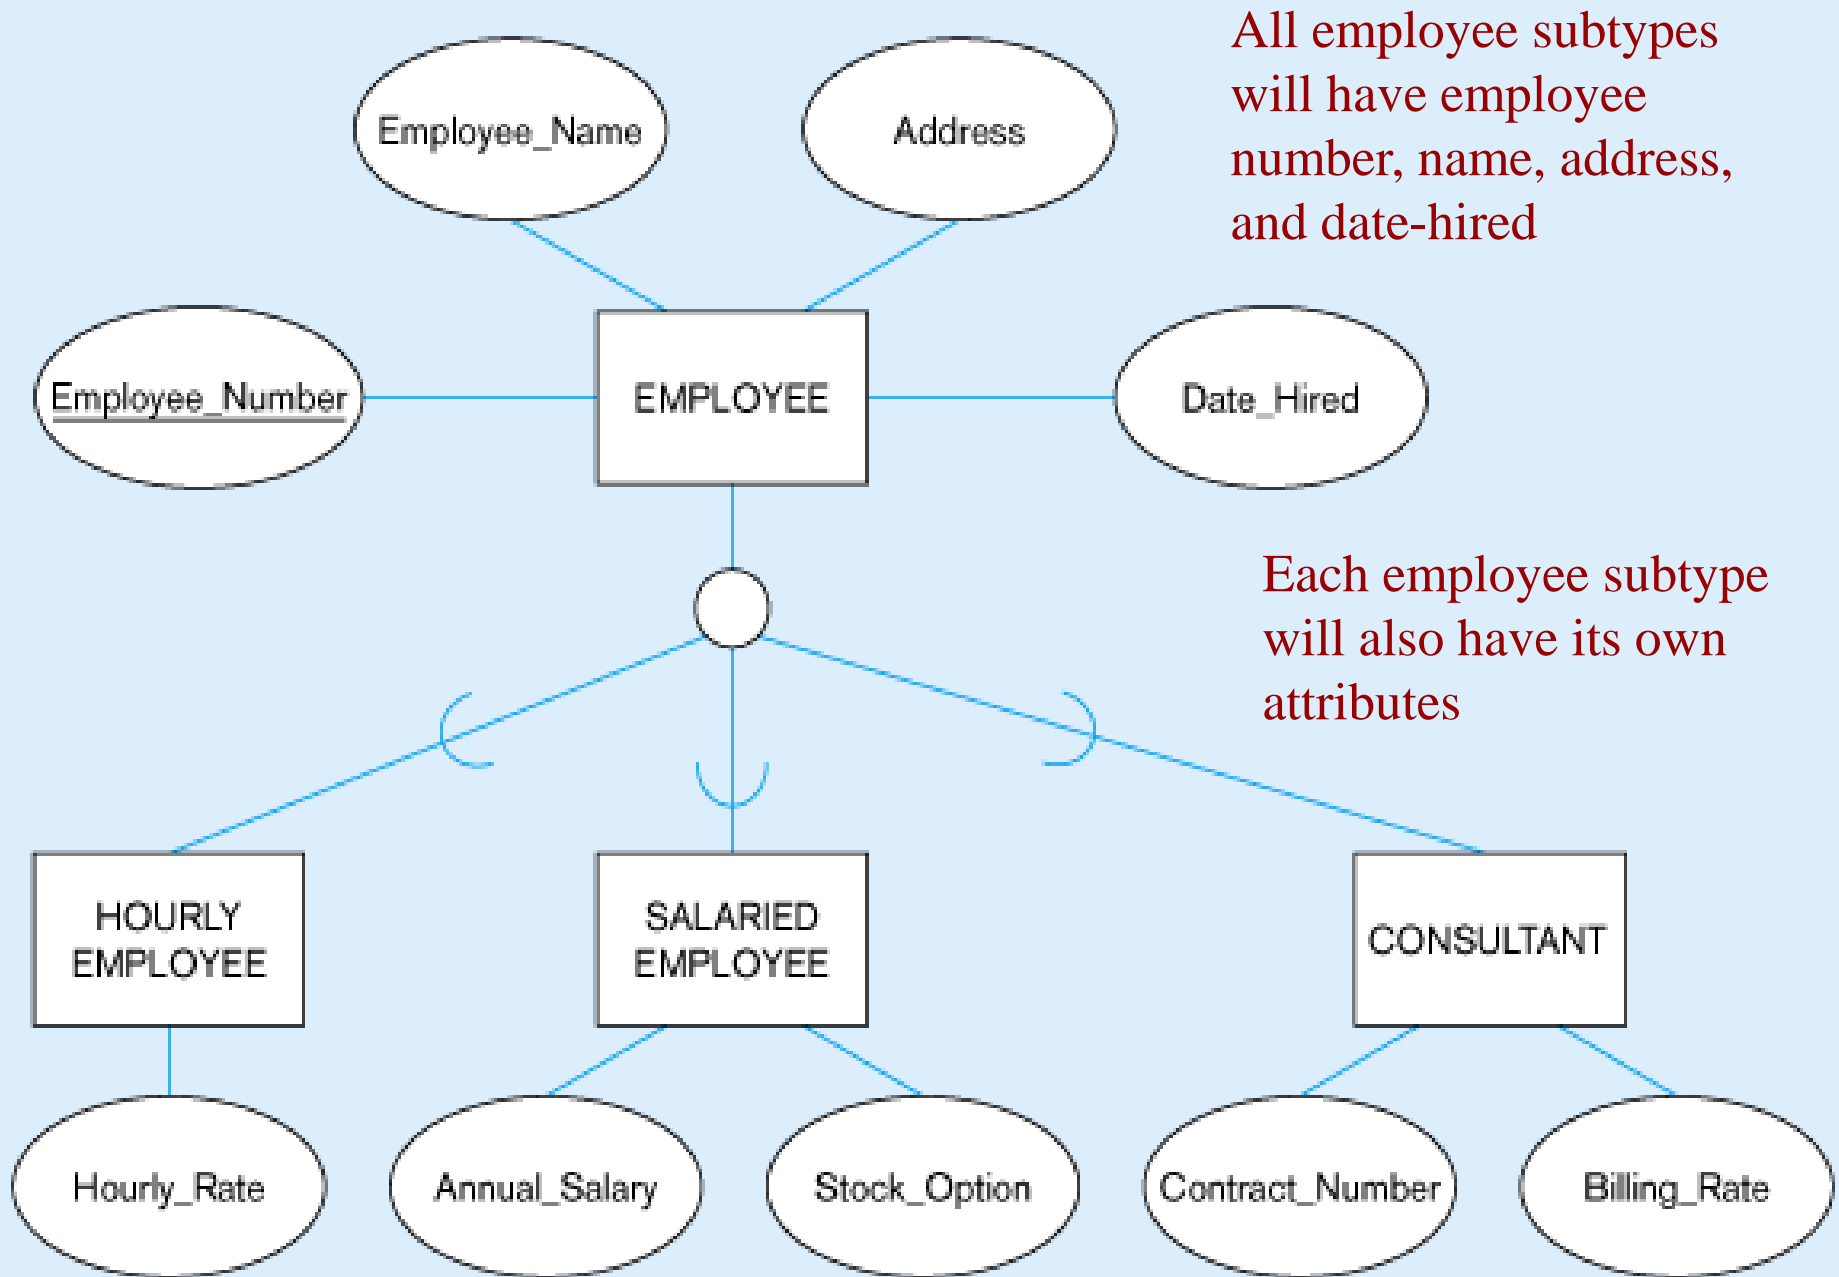 All employee subtypes
will have employee
number, name, address,
and date-hired
Employee_Name
Address
Employee_Number
EMPLOYEE
Date_Hired
Each employee subtype
will also have its own
attributes
HOURLY
EMPLOYEE
SALARIED
EMPLOYEE
CONSULTANT
Hourly_Rate
Annual_Salary
Stock_Option
Contract_Number
Billing_Rate